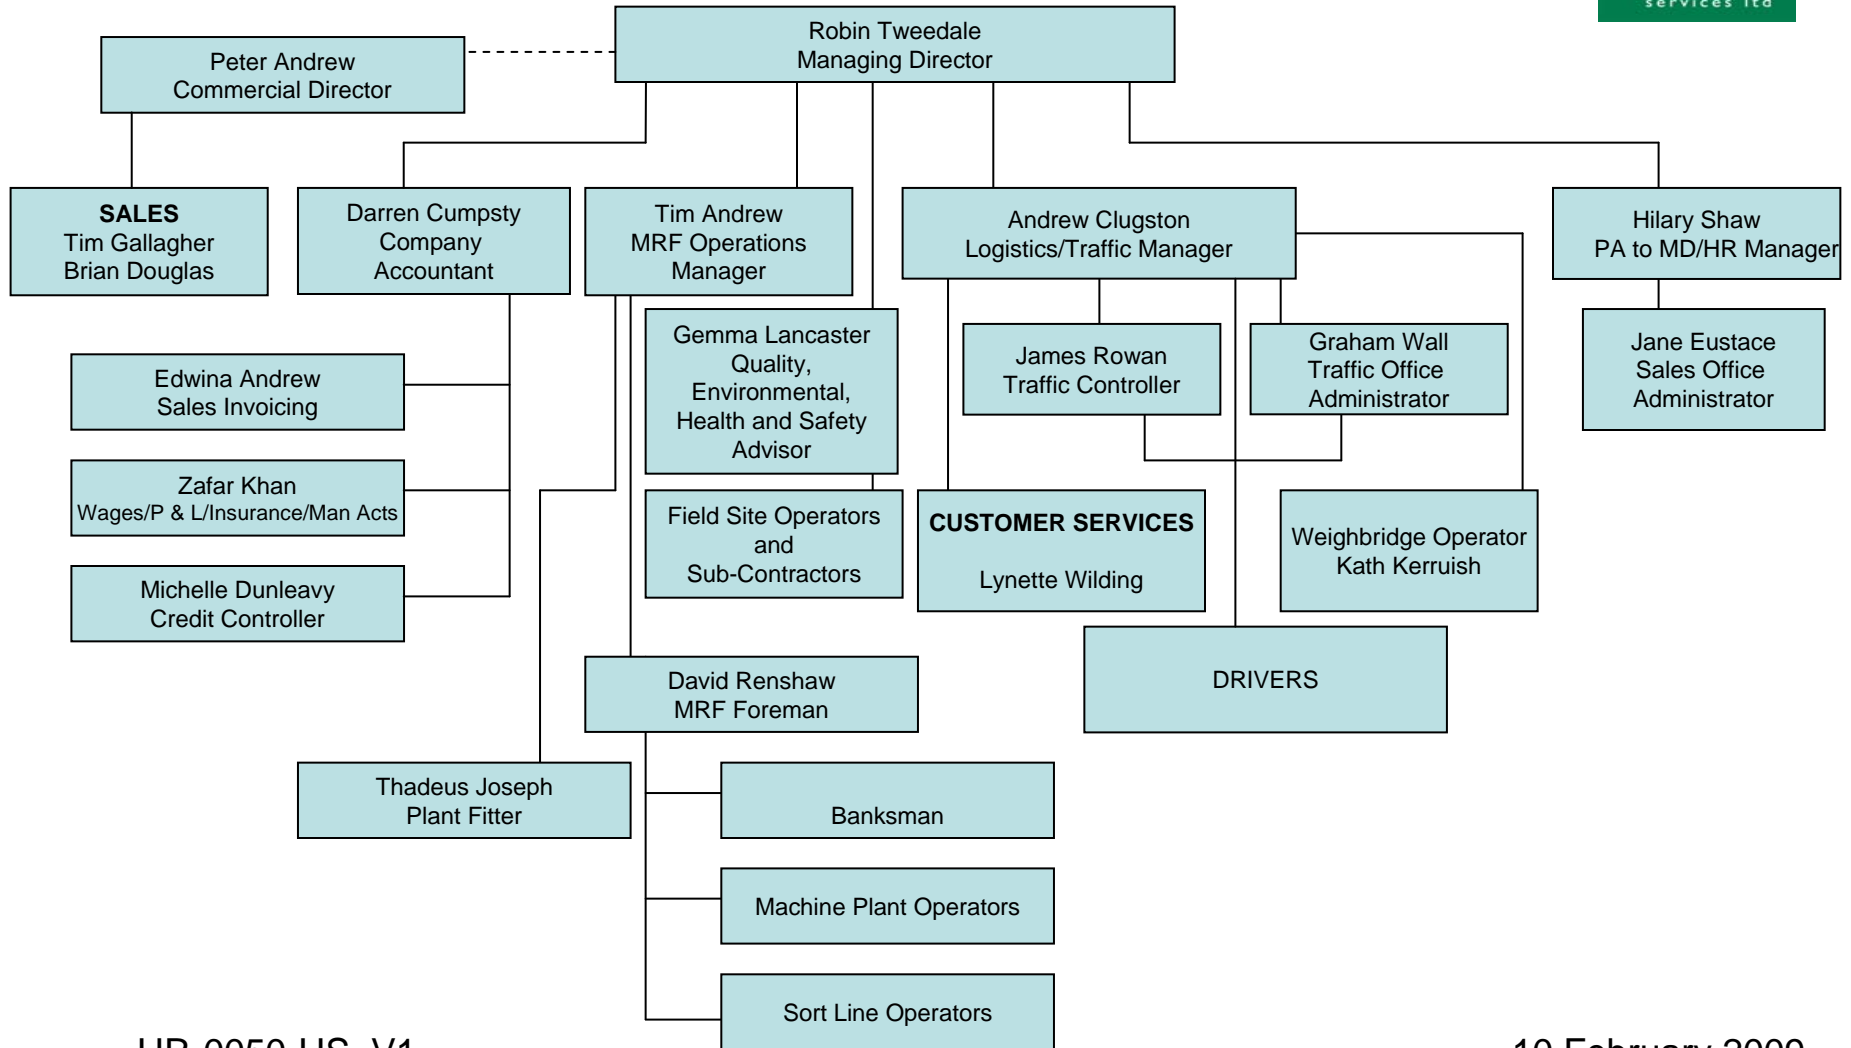 services ltd
Robin Tweedale
Managing Director
Peter Andrew
Commercial Director
SALES
Tim Gallagher
Brian Douglas
Darren Cumpsty
Company
Accountant
Tim Andrew
MRF Operations
Manager
Andrew Clugston
Logistics/Traffic Manager
Hilary Shaw
PA to MD/HR Manager
Edwina Andrew
Sales Invoicing
Gemma Lancaster
Quality,
Environmental,
Health and Safety
Advisor
James Rowan
Traffic Controller
Graham Wall
Traffic Office
Administrator
Jane Eustace
Sales Office
Administrator
Zafar Khan
Wages/P & L/Insurance/Man Acts
Field Site Operators
and
Sub-Contractors
CUSTOMER SERVICES
Lynette Wilding
Weighbridge Operator
Kath Kerruish
Michelle Dunleavy
Credit Controller
David Renshaw
MRF Foreman
DRIVERS
Thadeus Joseph
Plant Fitter
Banksman
Machine Plant Operators
Sort Line Operators
10 February 2009